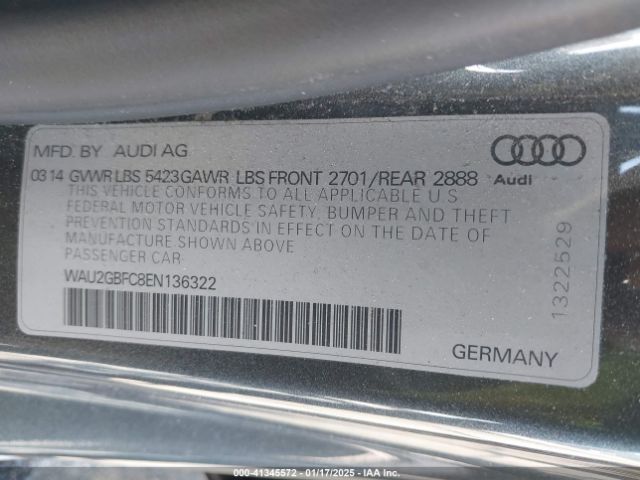 MFD. BY AUDI AG
Audi
03 14 GVWR LBS 5423 GAWR LBS FRONT 2701/REAR 2888
THIS VEHICLE CONFORMS TO ALL APPLICABLE U.S
FEDERAL MOTOR VEHICLE SAFETY, BUMPER AND THEFT
PREVENTION STANDARDS IN EFFECT ON THE DATE OF
MANUFACTURE SHOWN ABOVE
PASSENGER CAR
WAU2GBFC8EN136322
1322529
GERMANY
000-41345572 — 01/17/2025 — IAA Inc.